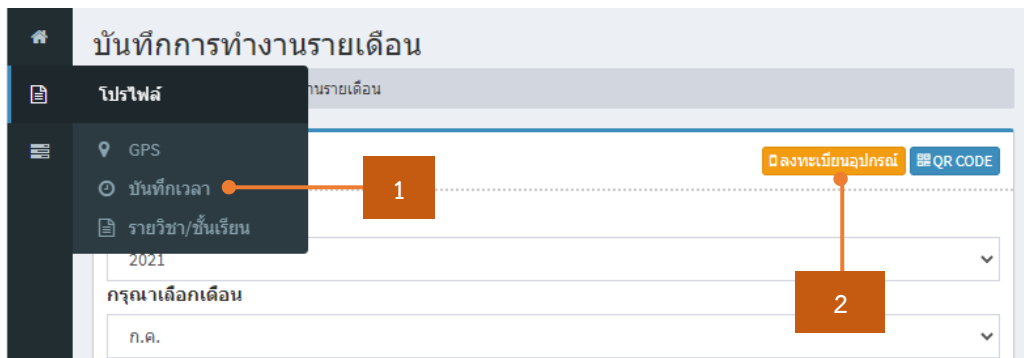 บันทึกการทำงานรายเดือน
โปรไฟล์
านรายเดือน
GPS
บันทึกเวลา
รายวิชา/ชั้นเรียน
1
ลงทะเบียนอุปกรณ์
QR CODE
2021
กรุณาเลือกเดือน
2
ก.ค.